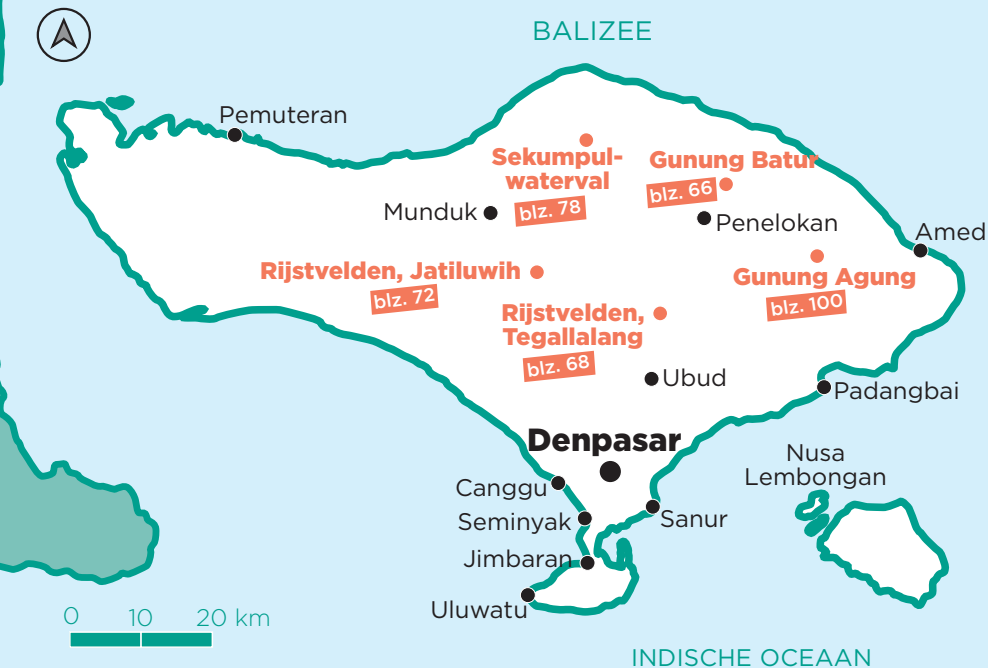 BALIZEE
Pemuteran
Sekumpul-
waterval
blz. 78
Gunung Batur
blz. 66
Munduk
Penelokan
Amed
Rijstvelden, Jatiluwih
blz. 72
Gunung Agung
blz. 100
Rijstvelden,
Tegallalang
blz. 68
Ubud
Padangbai
Denpasar
Nusa
Lembongan
Canggu
Seminyak
Sanur
Jimbaran
Uluwatu
0 10 20 km
INDISCHE OCEAAN